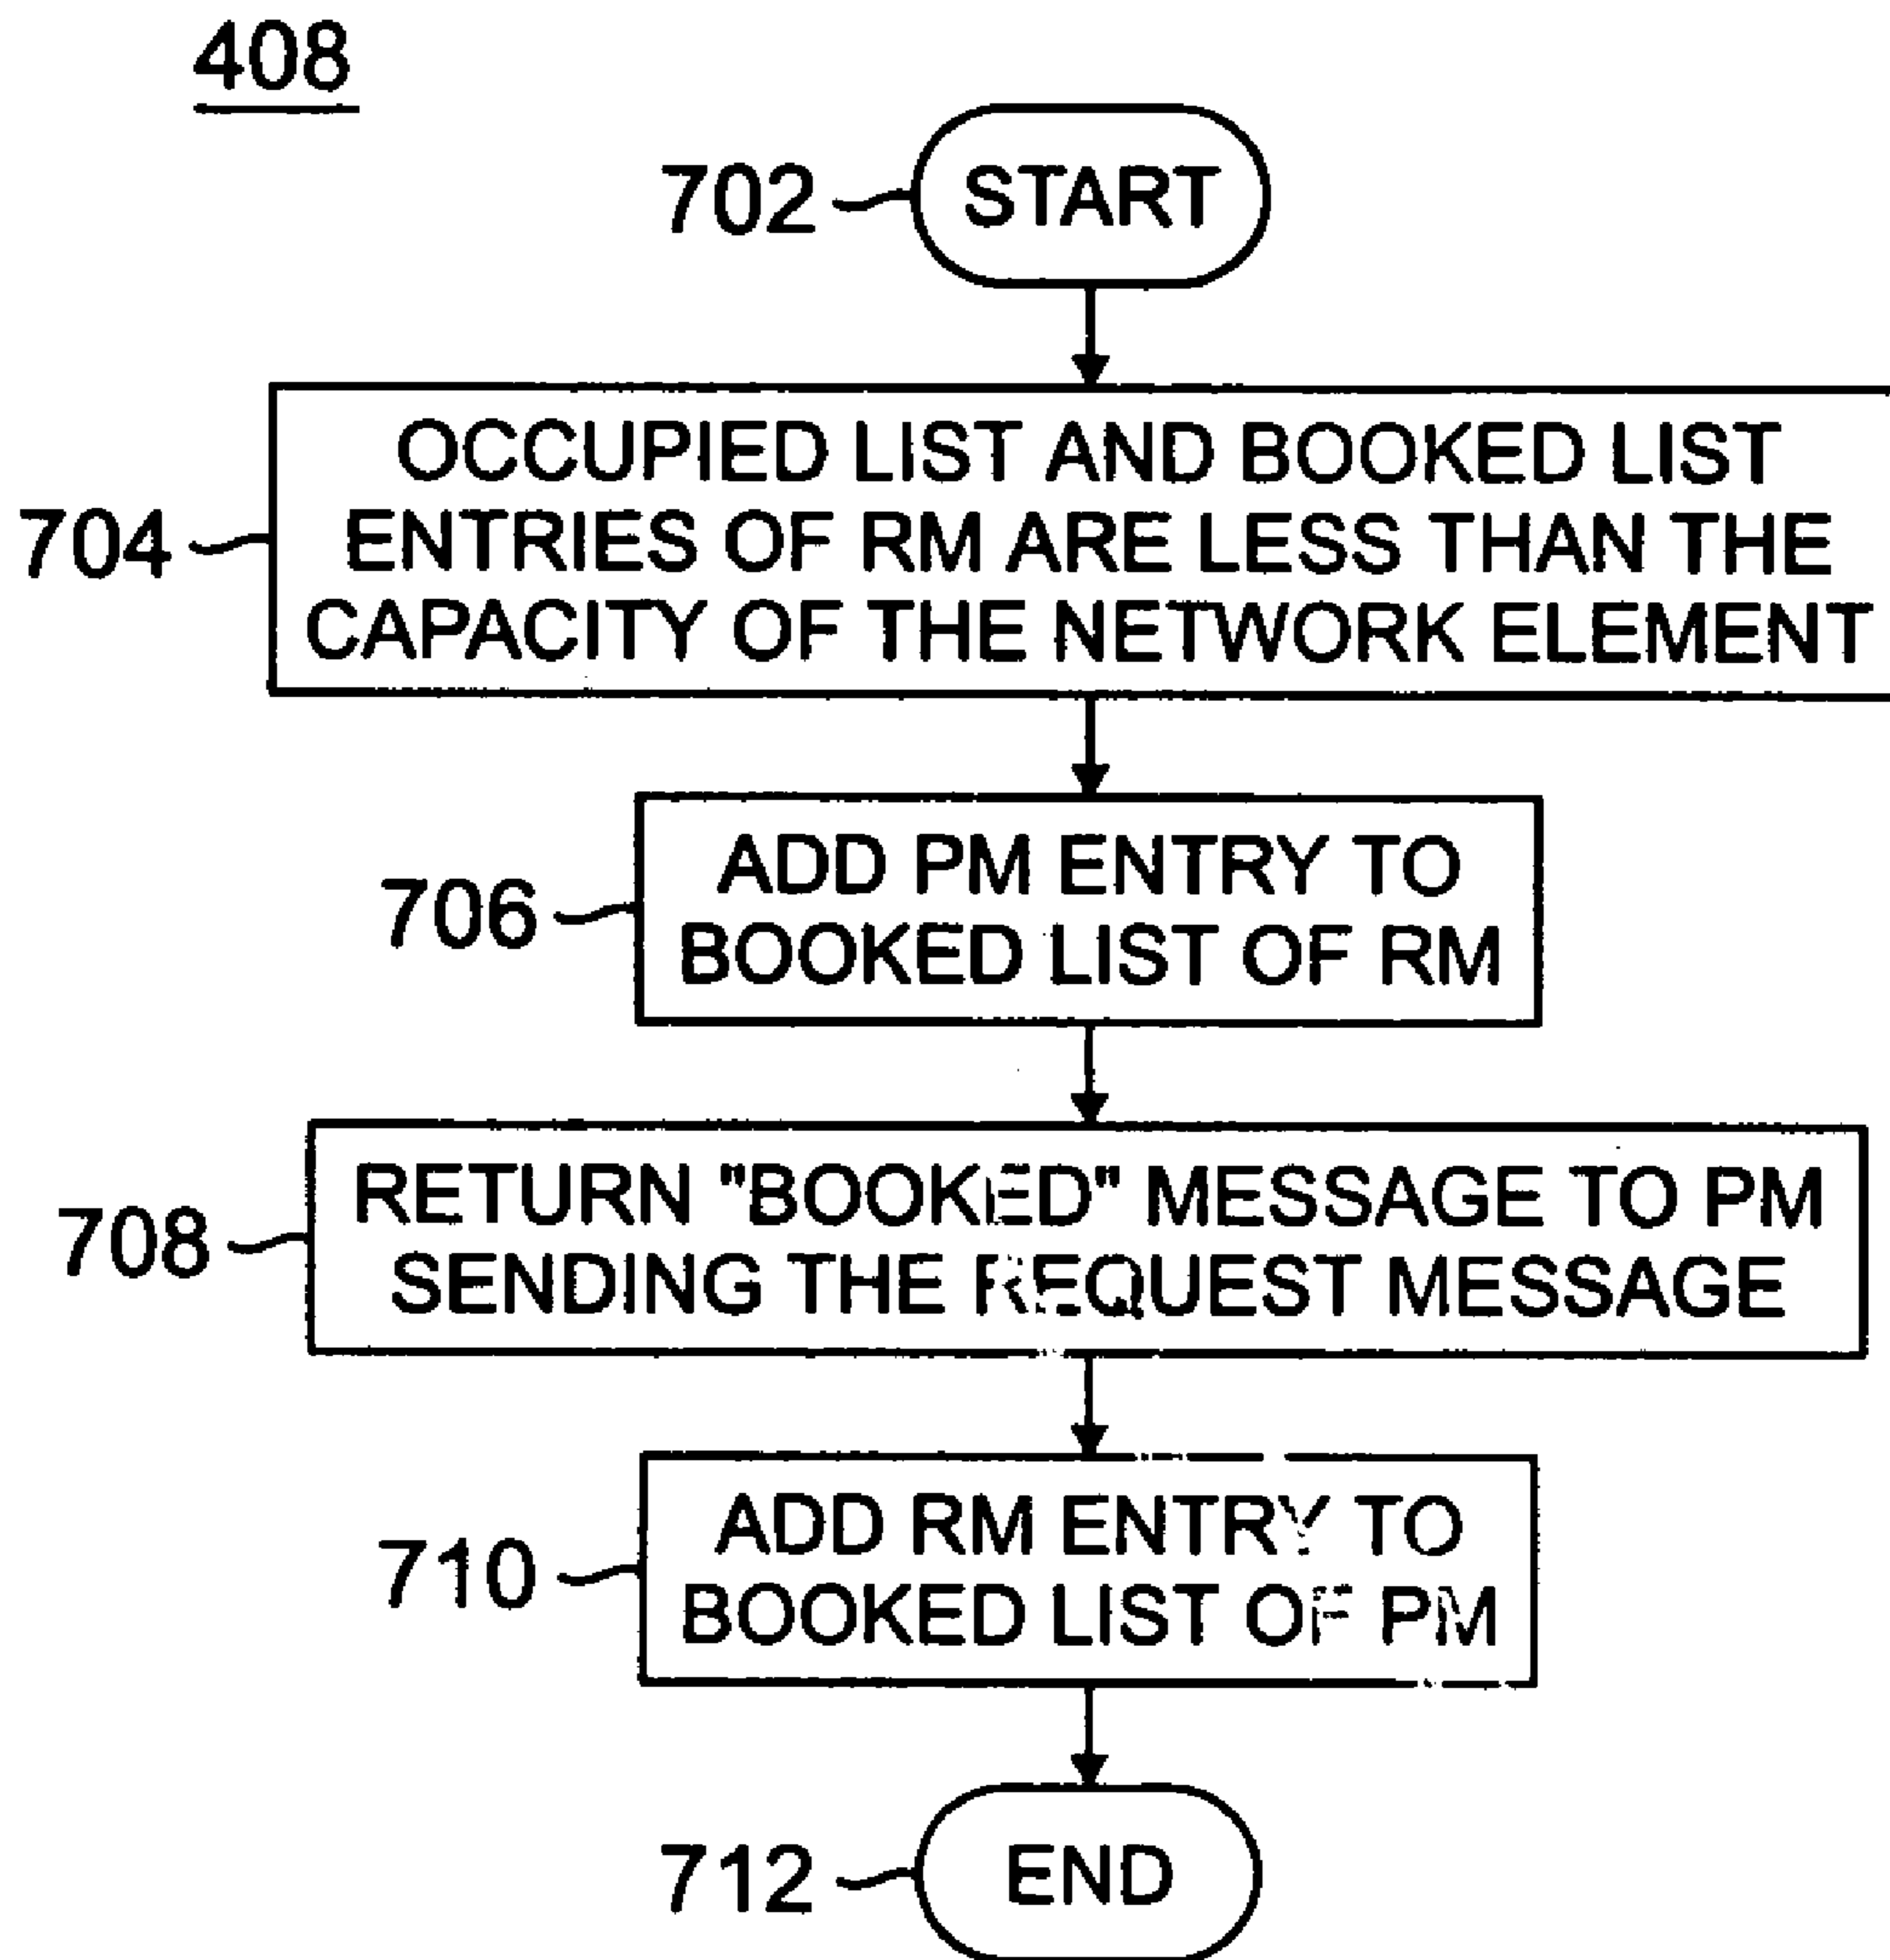 408
702
START
OCCUPIED LIST AND BOOKED LIST
704
ENTRIES OF RM ARE LESS THAN THE
CAPACITY OF THE NETWORK ELEMENT
ADD PM ENTRY TO
706
BOOKED LIST OF RM
RETURN "BOOKED" MESSAGE TO PM
708
SENDING THE REQUEST MESSAGE
ADD RM ENTRY TO
710
BOOKED LIST OF PM
712
END